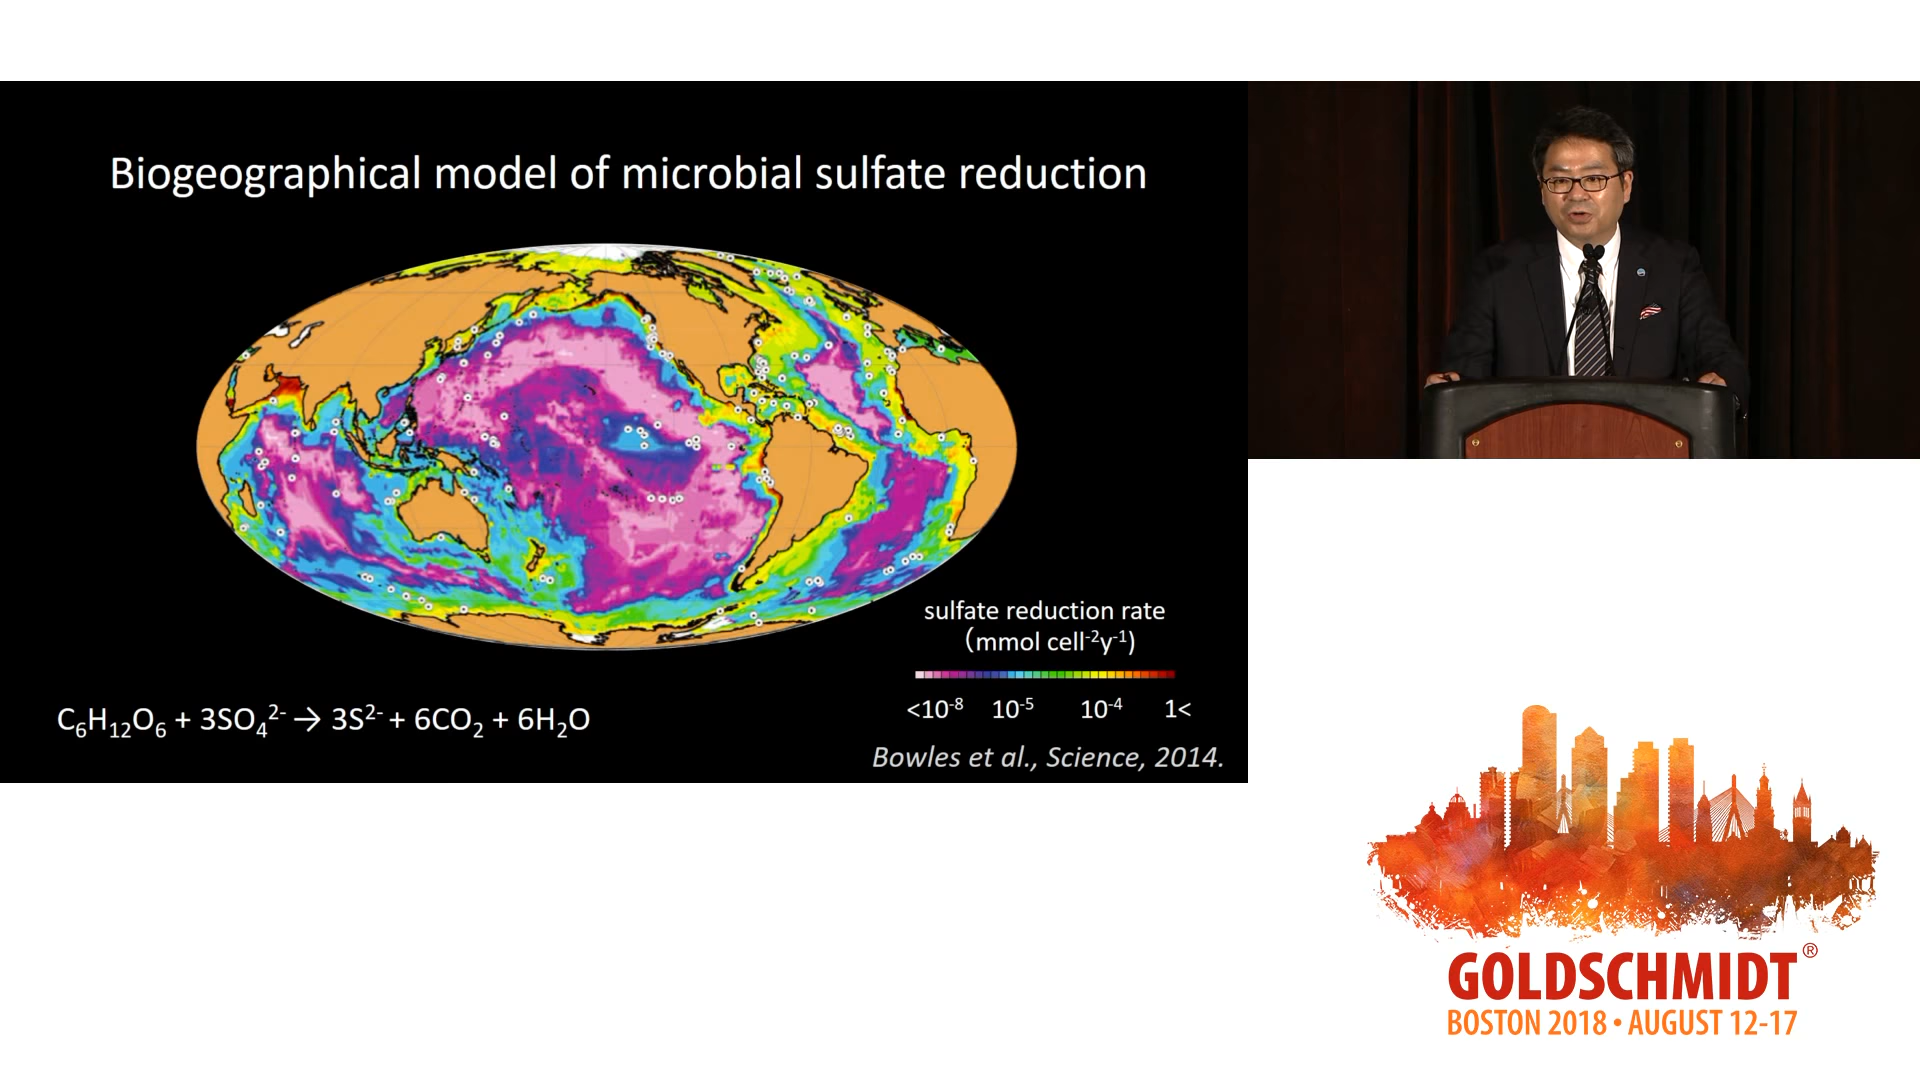 Biogeographical model of microbial sulfate reduction
sulfate reduction rate
(mmol cell⁻²y⁻¹)
<10⁻⁸ 10⁻⁵ 10⁻⁴ 1<
C₆H₁₂O₆ + 3SO₄²⁻ → 3S²⁻ + 6CO₂ + 6H₂O
Bowles et al., Science, 2014.
GOLDSCHMIDT®
BOSTON 2018 • AUGUST 12-17